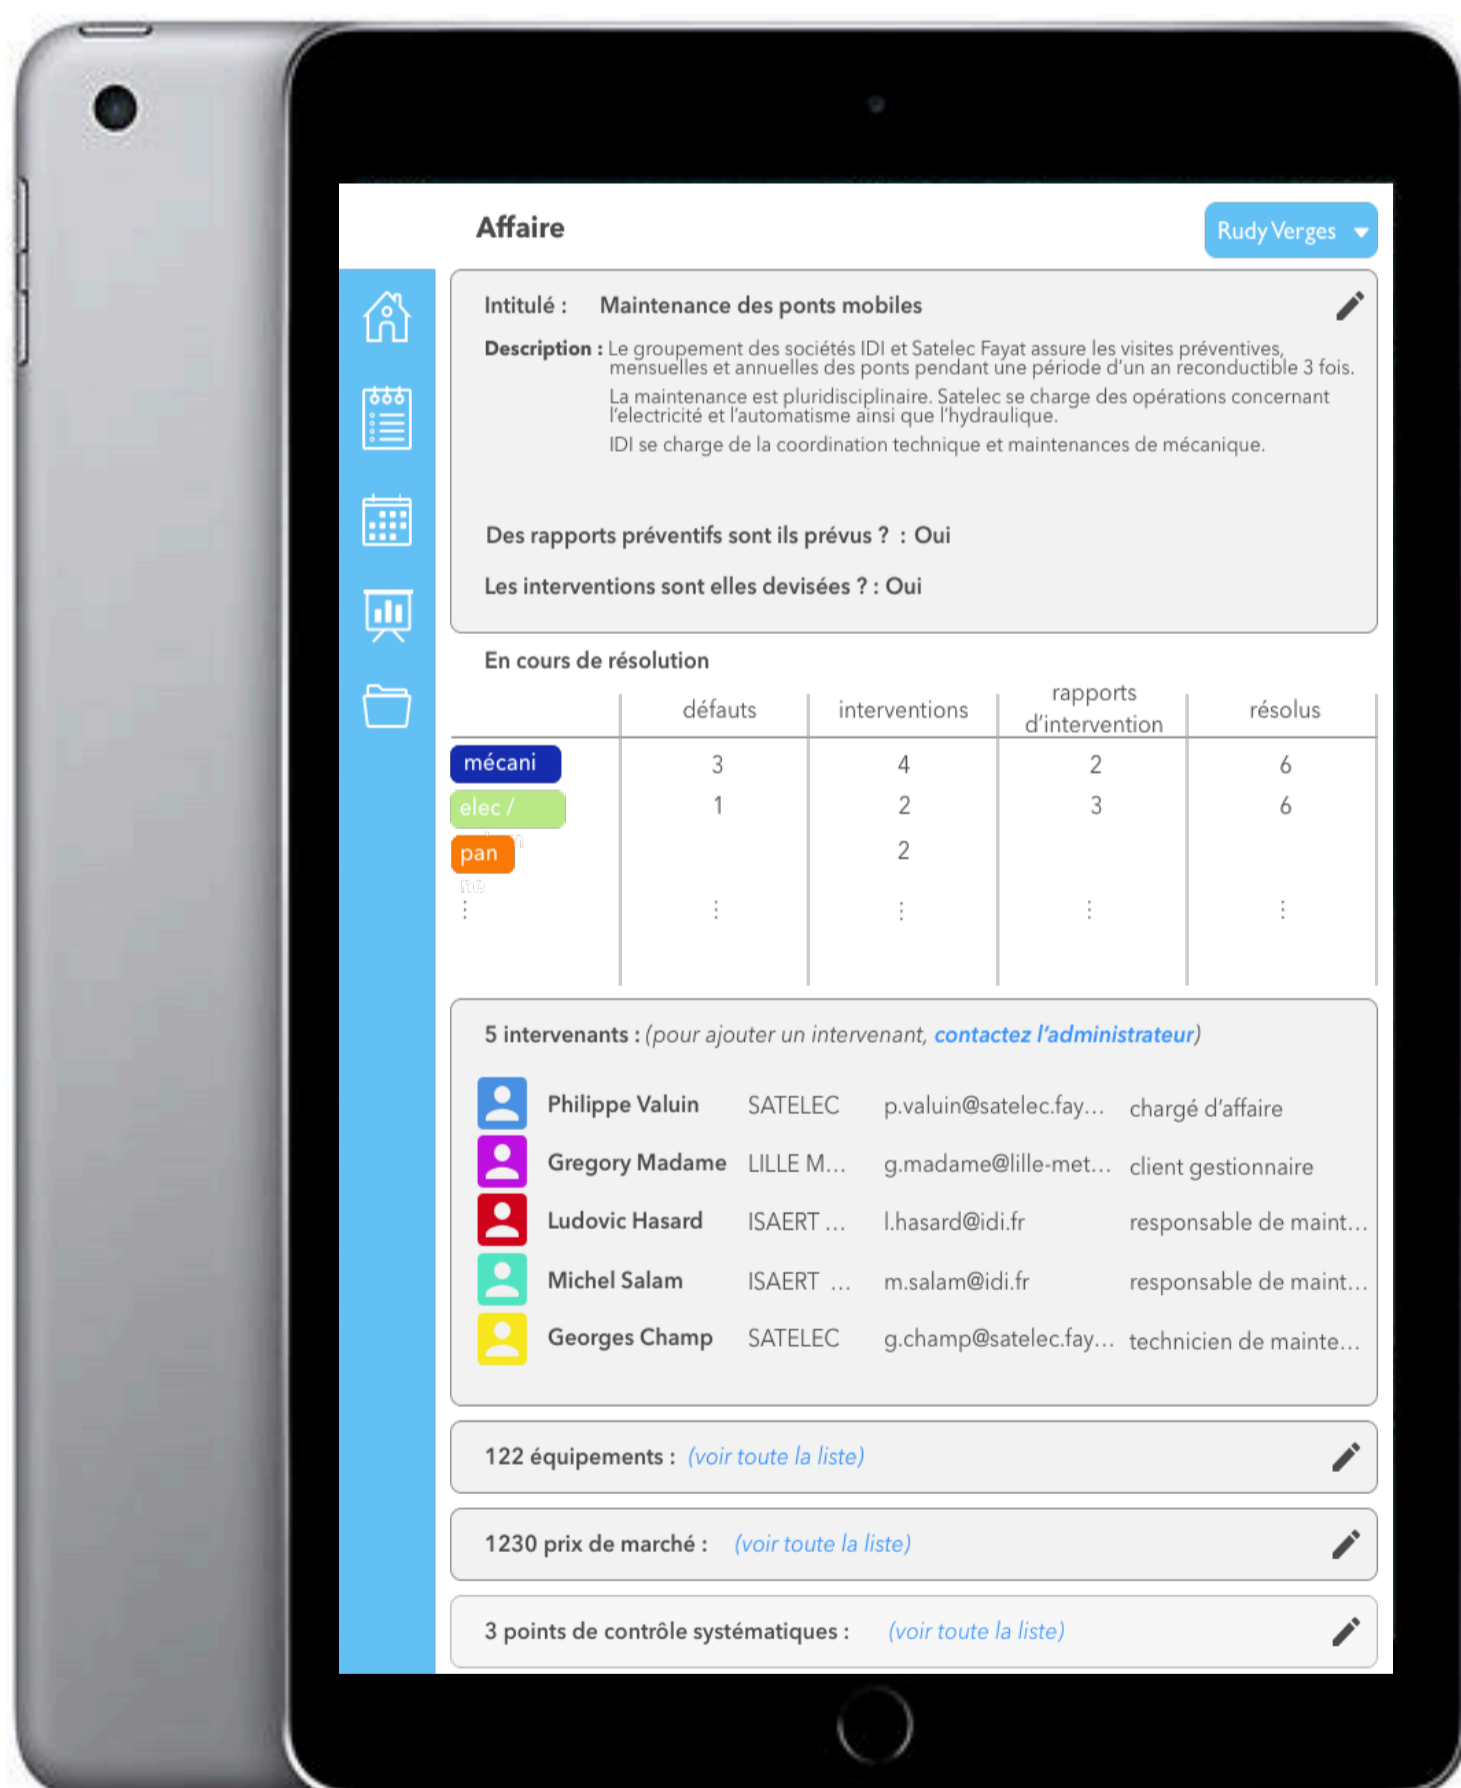 Affaire
Rudy Verges
Intitulé : Maintenance des ponts mobiles
Description : Le groupement des sociétés IDI et Satelec Fayat assure les visites préventives,
mensuelles et annuelles des ponts pendant une période d'un an reconductible 3 fois.
La maintenance est pluridisciplinaire. Satelec se charge des opérations concernant
l'electricité et l'automatisme ainsi que l'hydraulique.
IDI se charge de la coordination technique et maintenances de mécanique.
Des rapports préventifs sont ils prévus ? : Oui
Les interventions sont elles devisées ? : Oui
En cours de résolution
défauts interventions rapports d'intervention résolus
mécani 3 4 2 6
elec / 1 2 3 6
pan 2
ne
⋮ ⋮ ⋮ ⋮ ⋮
5 intervenants : (pour ajouter un intervenant, contactez l'administrateur)
Philippe Valuin SATELEC p.valuin@satelec.fay... chargé d'affaire
Gregory Madame LILLE M... g.madame@lille-met... client gestionnaire
Ludovic Hasard ISAERT ... l.hasard@idi.fr responsable de maint...
Michel Salam ISAERT ... m.salam@idi.fr responsable de maint...
Georges Champ SATELEC g.champ@satelec.fay... technicien de mainte...
122 équipements : (voir toute la liste)
1230 prix de marché : (voir toute la liste)
3 points de contrôle systématiques : (voir toute la liste)